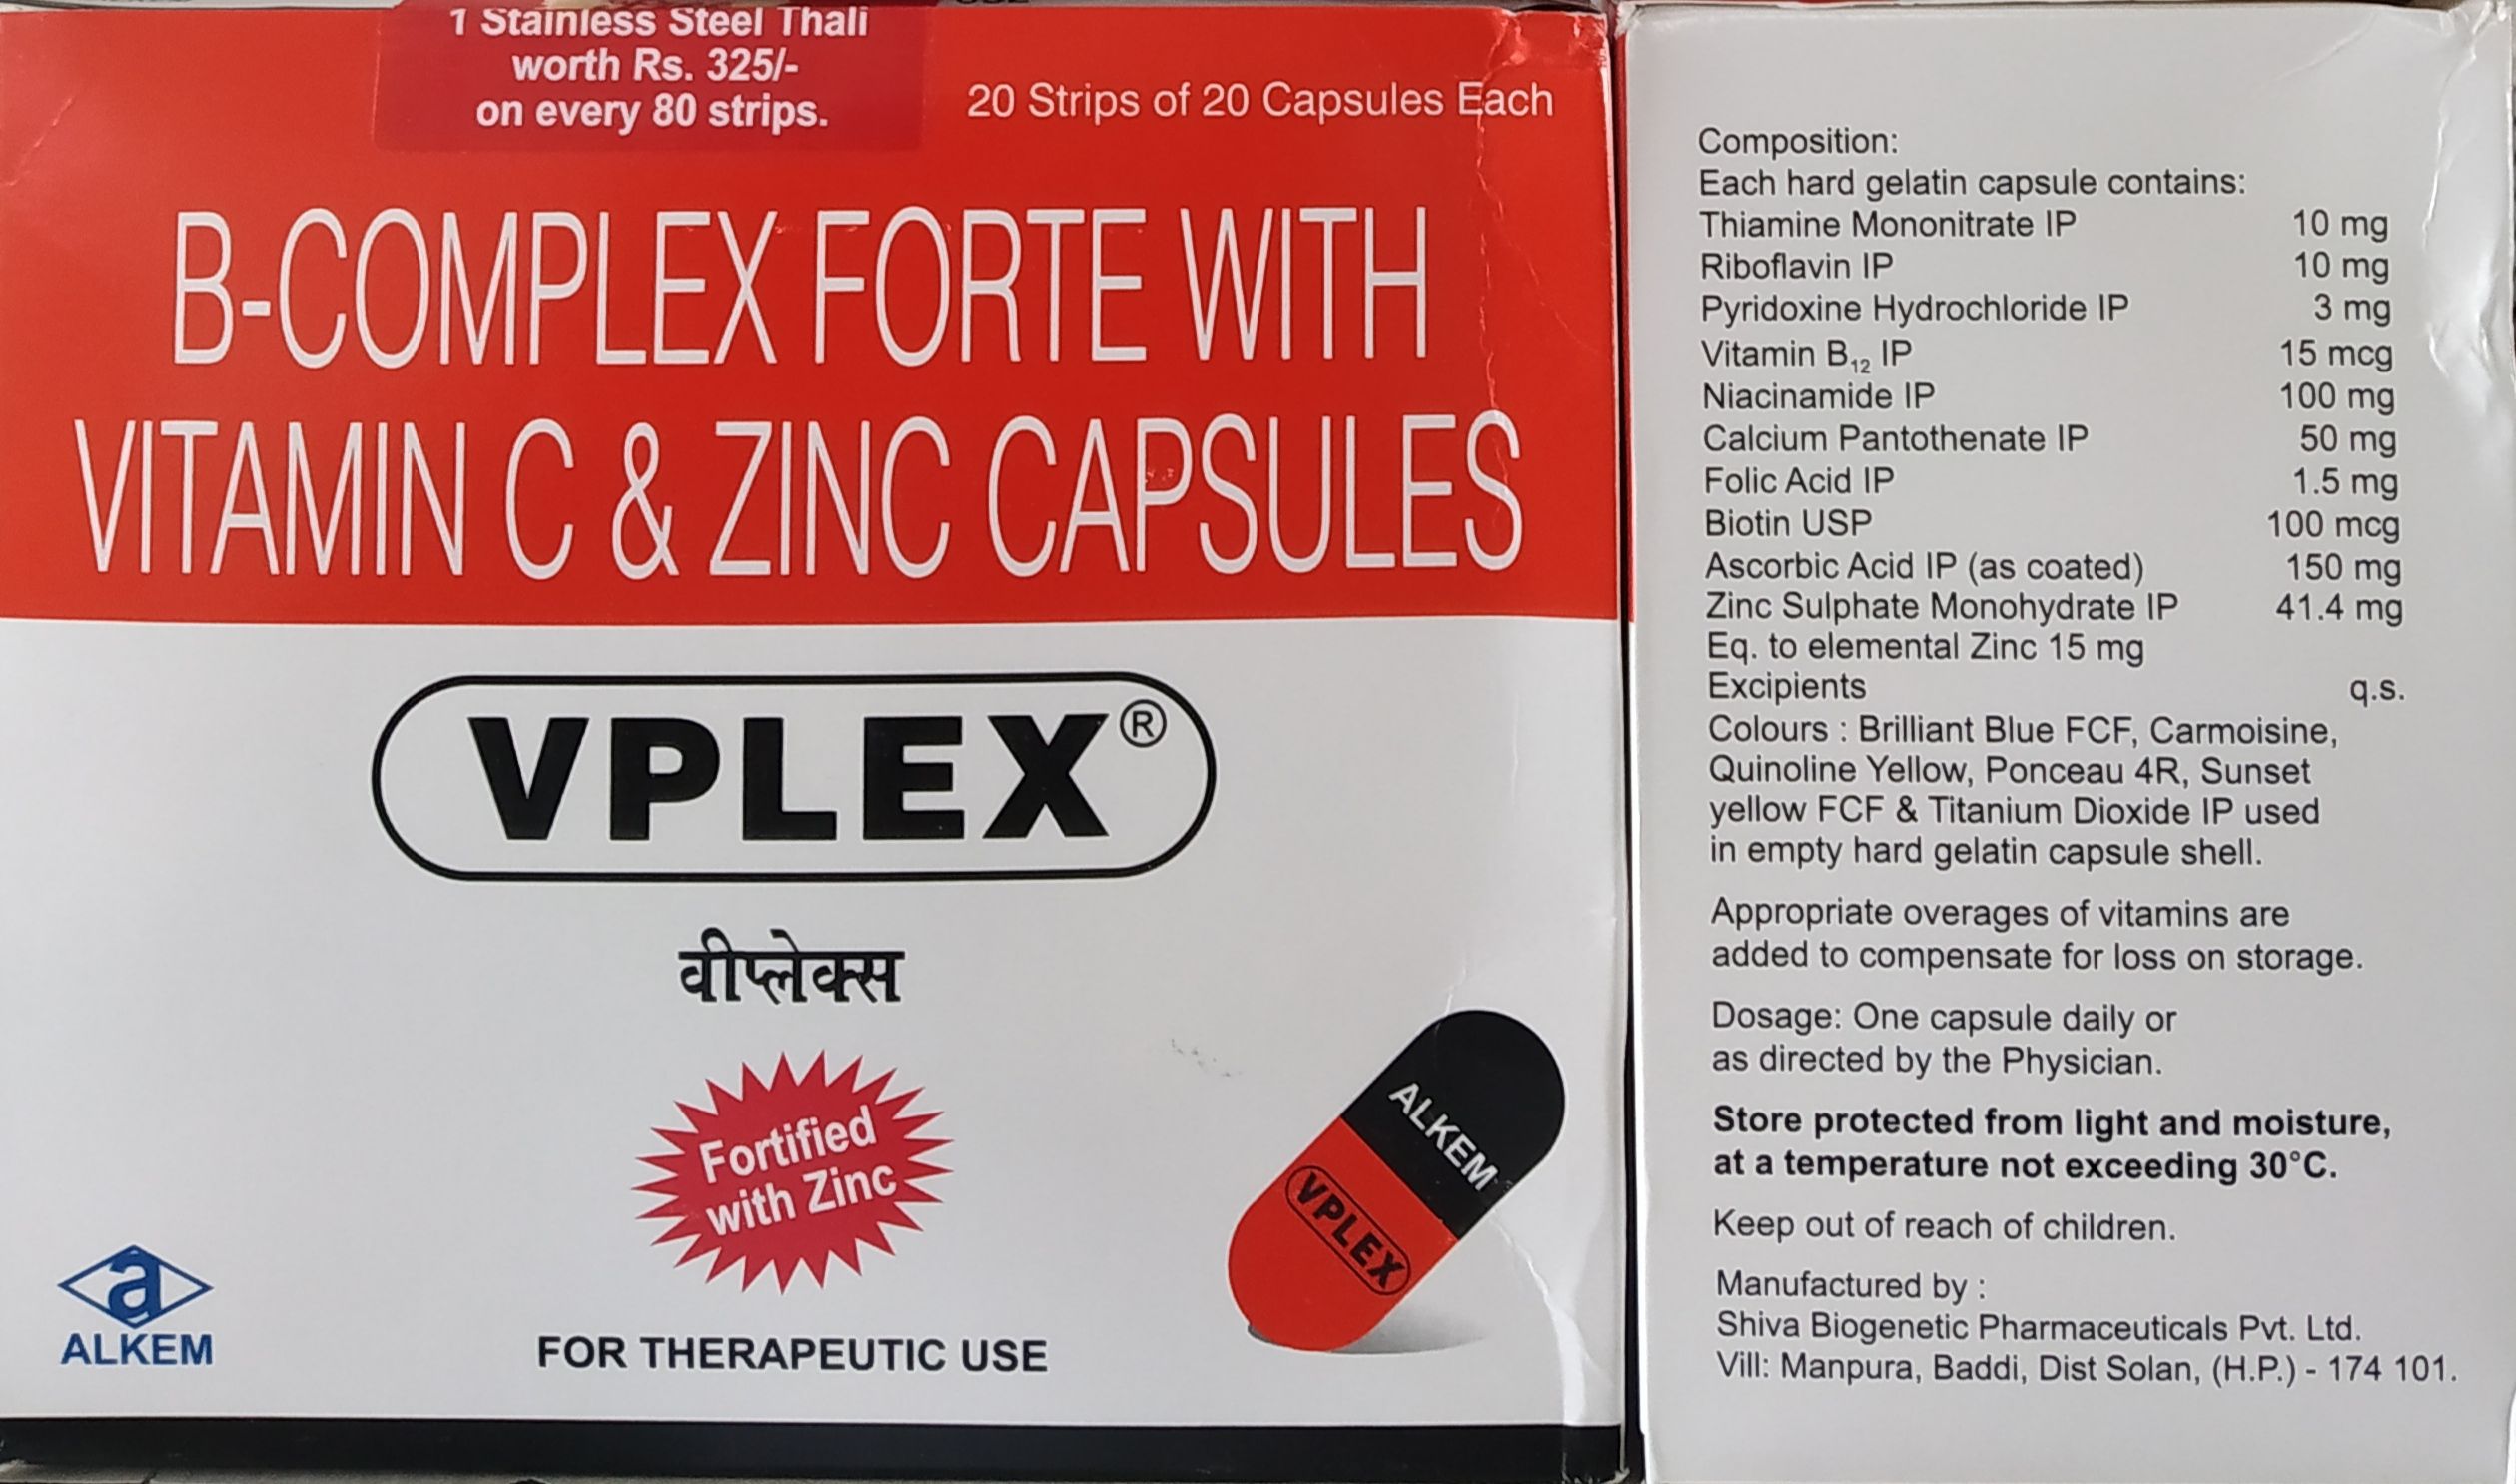 1 Stainless Steel Thali
worth Rs. 325/-
on every 80 strips.
20 Strips of 20 Capsules Each
B-COMPLEX FORTE WITH
VITAMIN C & ZINC CAPSULES
VPLEX®
वीप्लेक्स
Fortified
with Zinc
ALKEM
VPLEX
a
ALKEM
FOR THERAPEUTIC USE
Composition:
Each hard gelatin capsule contains:
Thiamine Mononitrate IP 10 mg
Riboflavin IP 10 mg
Pyridoxine Hydrochloride IP 3 mg
Vitamin B₁₂ IP 15 mcg
Niacinamide IP 100 mg
Calcium Pantothenate IP 50 mg
Folic Acid IP 1.5 mg
Biotin USP 100 mcg
Ascorbic Acid IP (as coated) 150 mg
Zinc Sulphate Monohydrate IP 41.4 mg
Eq. to elemental Zinc 15 mg
Excipients q.s.
Colours : Brilliant Blue FCF, Carmoisine,
Quinoline Yellow, Ponceau 4R, Sunset
yellow FCF & Titanium Dioxide IP used
in empty hard gelatin capsule shell.
Appropriate overages of vitamins are
added to compensate for loss on storage.
Dosage: One capsule daily or
as directed by the Physician.
Store protected from light and moisture,
at a temperature not exceeding 30°C.
Keep out of reach of children.
Manufactured by :
Shiva Biogenetic Pharmaceuticals Pvt. Ltd.
Vill: Manpura, Baddi, Dist Solan, (H.P.) - 174 101.